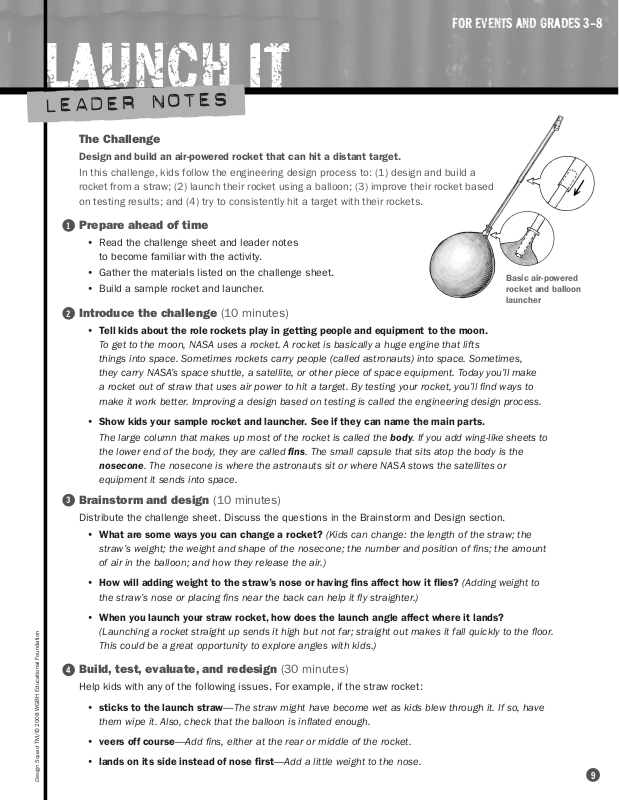 FOR EVENTS AND GRADES 3–8
LAUNCH IT
LEADER NOTES
The Challenge
Design and build an air-powered rocket that can hit a distant target.
In this challenge, kids follow the engineering design process to: (1) design and build a
rocket from a straw; (2) launch their rocket using a balloon; (3) improve their rocket based
on testing results; and (4) try to consistently hit a target with their rockets.
1 Prepare ahead of time
• Read the challenge sheet and leader notes
to become familiar with the activity.
• Gather the materials listed on the challenge sheet.
• Build a sample rocket and launcher.
Basic air-powered
rocket and balloon
launcher
2 Introduce the challenge (10 minutes)
• Tell kids about the role rockets play in getting people and equipment to the moon.
To get to the moon, NASA uses a rocket. A rocket is basically a huge engine that lifts
things into space. Sometimes rockets carry people (called astronauts) into space. Sometimes,
they carry NASA's space shuttle, a satellite, or other piece of space equipment. Today you'll make
a rocket out of straw that uses air power to hit a target. By testing your rocket, you'll find ways to
make it work better. Improving a design based on testing is called the engineering design process.
• Show kids your sample rocket and launcher. See if they can name the main parts.
The large column that makes up most of the rocket is called the body. If you add wing-like sheets to
the lower end of the body, they are called fins. The small capsule that sits atop the body is the
nosecone. The nosecone is where the astronauts sit or where NASA stows the satellites or
equipment it sends into space.
3 Brainstorm and design (10 minutes)
Distribute the challenge sheet. Discuss the questions in the Brainstorm and Design section.
• What are some ways you can change a rocket? (Kids can change: the length of the straw; the
straw's weight; the weight and shape of the nosecone; the number and position of fins; the amount
of air in the balloon; and how they release the air.)
• How will adding weight to the straw's nose or having fins affect how it flies? (Adding weight to
the straw's nose or placing fins near the back can help it fly straighter.)
• When you launch your straw rocket, how does the launch angle affect where it lands?
(Launching a rocket straight up sends it high but not far; straight out makes it fall quickly to the floor.
This could be a great opportunity to explore angles with kids.)
4 Build, test, evaluate, and redesign (30 minutes)
Help kids with any of the following issues. For example, if the straw rocket:
• sticks to the launch straw—The straw might have become wet as kids blew through it. If so, have
them wipe it. Also, check that the balloon is inflated enough.
• veers off course—Add fins, either at the rear or middle of the rocket.
• lands on its side instead of nose first—Add a little weight to the nose.
Design Squad TM/© 2008 WGBH Educational Foundation
9